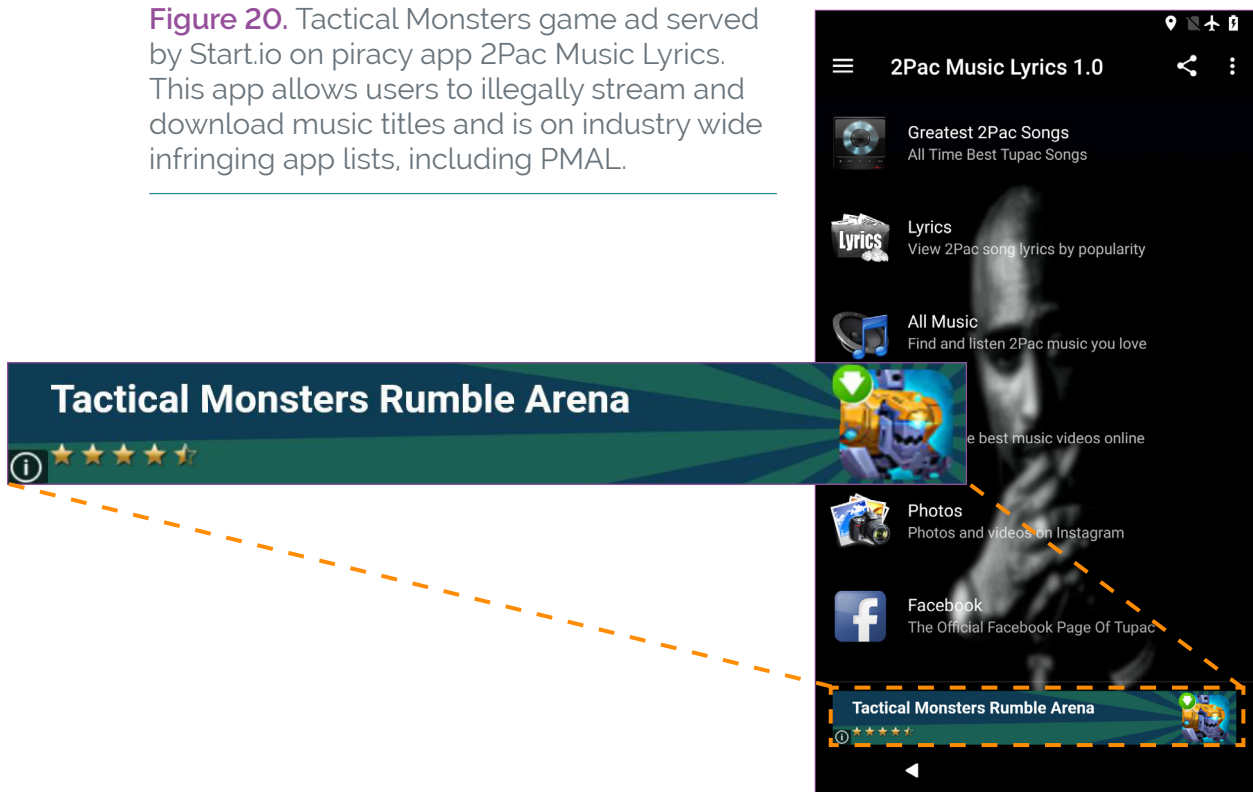 Figure 20. Tactical Monsters game ad served
by Start.io on piracy app 2Pac Music Lyrics.
This app allows users to illegally stream and
download music titles and is on industry wide
infringing app lists, including PMAL.
2Pac Music Lyrics 1.0
Greatest 2Pac Songs
All Time Best Tupac Songs
Lyrics
Lyrics
View 2Pac song lyrics by popularity
All Music
Find and listen 2Pac music you love
Tactical Monsters Rumble Arena
best music videos online
Photos
Photos and videos on Instagram
Facebook
The Official Facebook Page Of Tupac
Tactical Monsters Rumble Arena